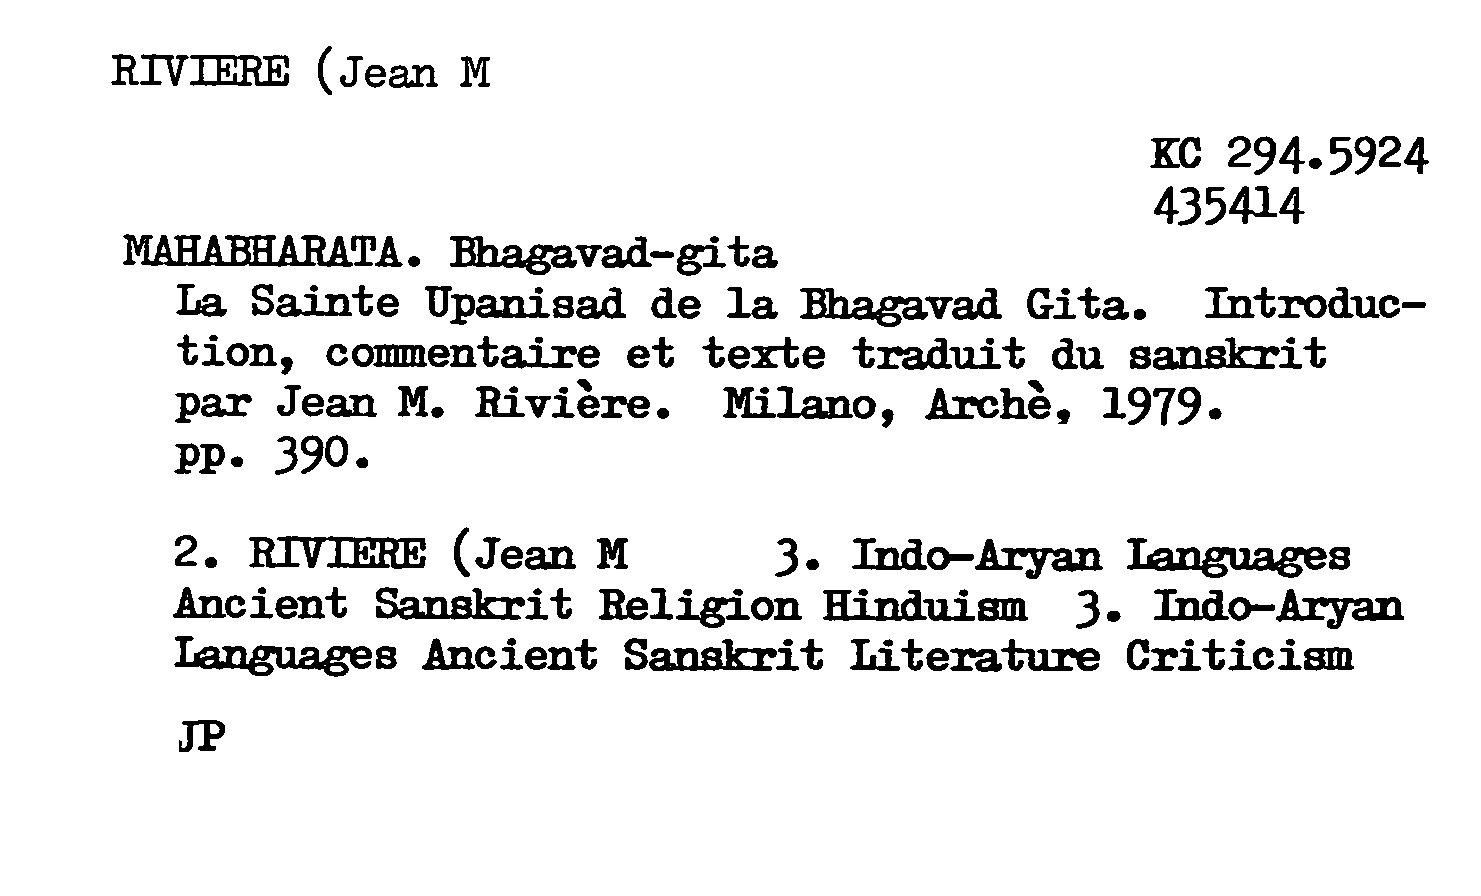 RIVIERE (Jean M
KC 294.5924
435414
MAHABHARATA. Bhagavad-gita
La Sainte Upanisad de la Bhagavad Gita. Introduc-
tion, commentaire et texte traduit du sanskrit
par Jean M. Rivière. Milano, Archè, 1979.
pp. 390.
2. RIVIERE (Jean M 3. Indo-Aryan Languages
Ancient Sanskrit Religion Hinduism 3. Indo-Aryan
Languages Ancient Sanskrit Literature Criticism
JP